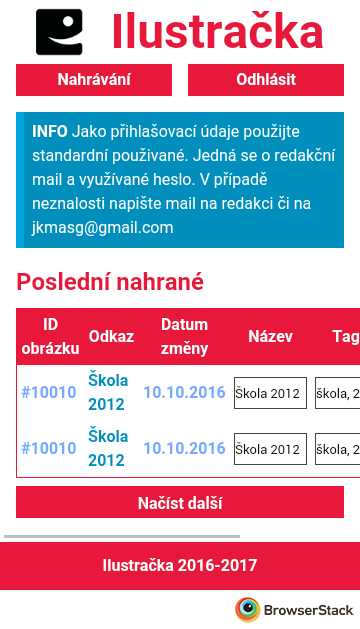 Ilustračka
Nahrávání
Odhlásit
INFO Jako přihlašovací údaje použijte
standardní použivané. Jedná se o redakční
mail a využívané heslo. V případě
neznalosti napište mail na redakci či na
jkmasg@gmail.com
Poslední nahrané
ID obrázku Odkaz Datum změny Název Tag
#10010 Škola 2012 10.10.2016 Škola 2012 škola, 2
#10010 Škola 2012 10.10.2016 Škola 2012 škola, 2
Načíst další
Ilustračka 2016-2017
BrowserStack